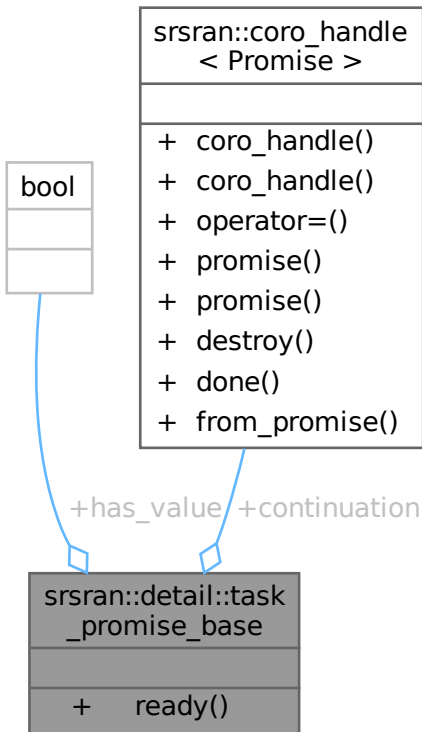 srsran::coro_handle
< Promise >
+ coro_handle()
+ coro_handle()
+ operator=()
+ promise()
+ promise()
+ destroy()
+ done()
+ from_promise()
bool
+has_value
+continuation
srsran::detail::task
_promise_base
+ ready()